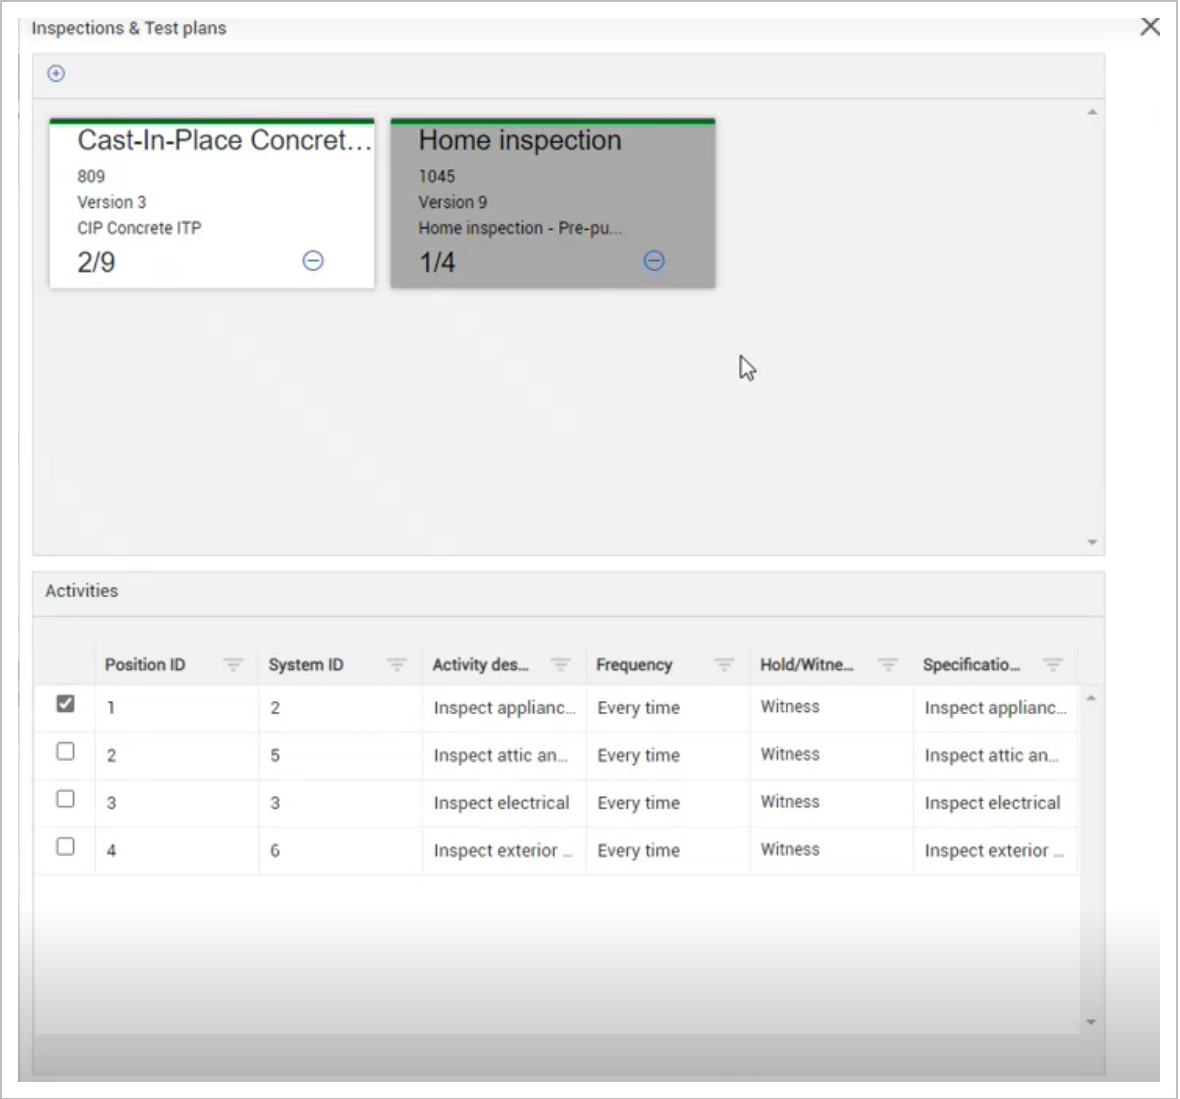 Inspections & Test plans
Cast-In-Place Concret...
809
Version 3
CIP Concrete ITP
2/9
Home inspection
1045
Version 9
Home inspection - Pre-pu...
1/4
Activities
Position ID System ID Activity des... Frequency Hold/Witne... Specificatio...
1 2 Inspect applianc... Every time Witness Inspect applianc...
2 5 Inspect attic an... Every time Witness Inspect attic an...
3 3 Inspect electrical Every time Witness Inspect electrical
4 6 Inspect exterior ... Every time Witness Inspect exterior ...